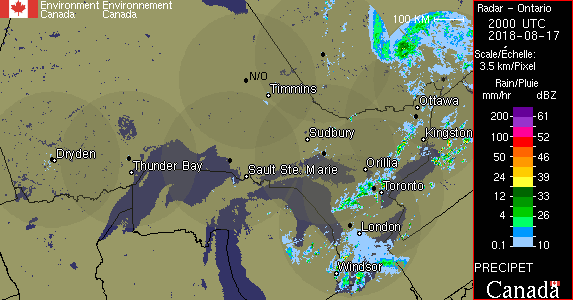 Environment Environnement
Canada Canada
100 KM
N/O
Timmins
Ottawa
Sudbury
Kingston
Dryden
Thunder Bay
Sault Ste. Marie
Orillia
Toronto
London
Windsor
Radar - Ontario
2000 UTC
2018-08-17
Scale/Échelle:
3.5 km/Pixel
Rain/Pluie
mm/hr dBZ
200 61
100 52
50 46
24 39
12 33
4 26
0.1 10
PRECIPET
Canada